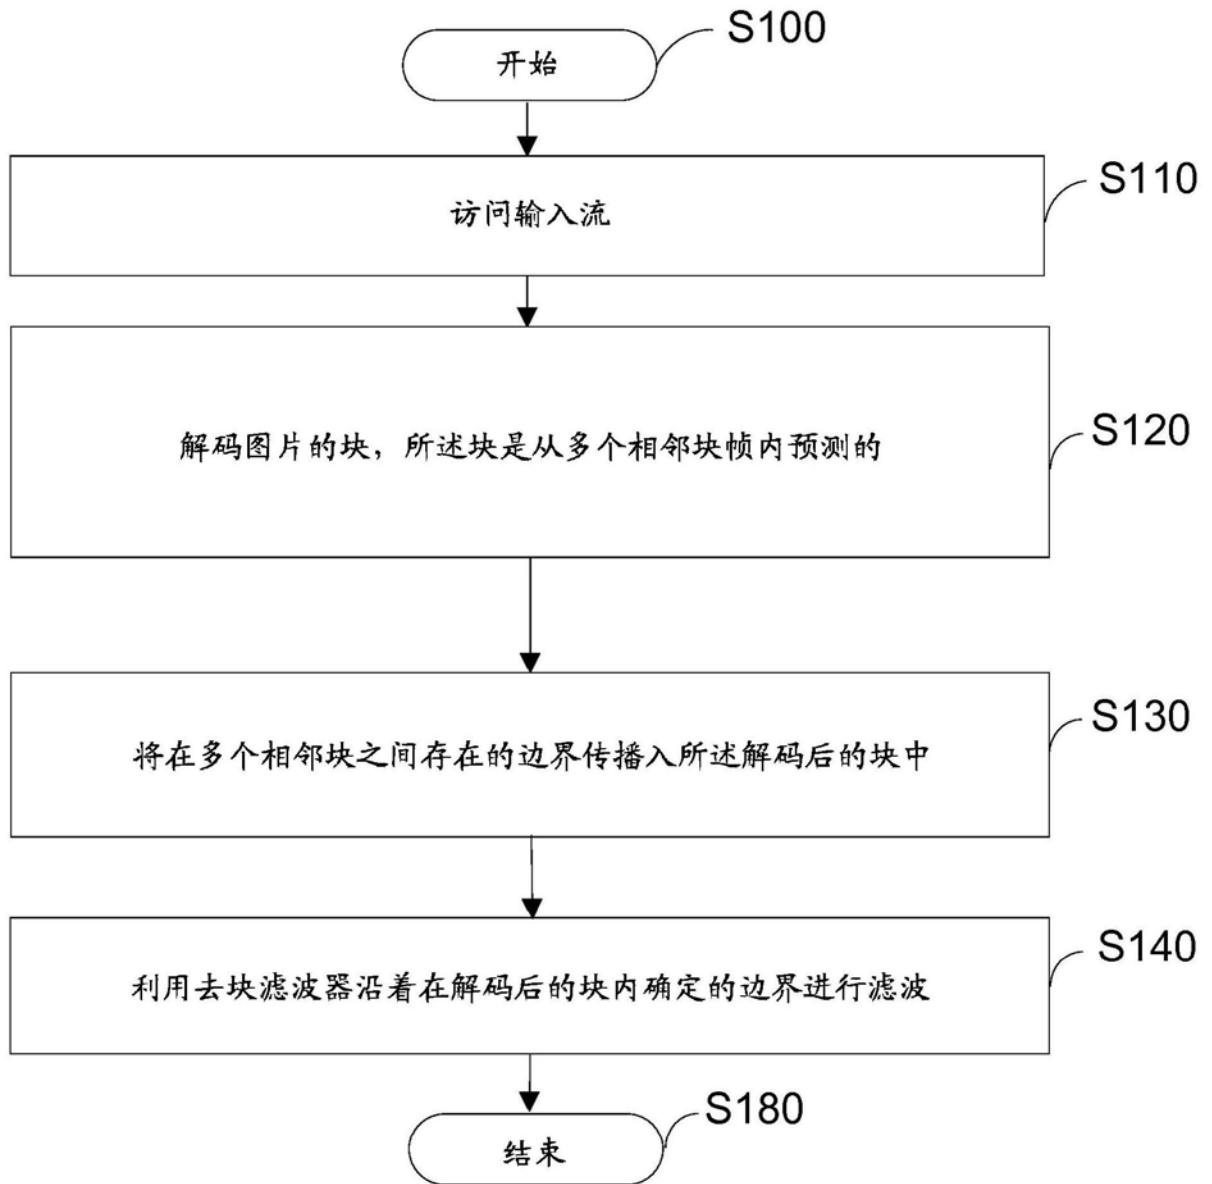 开始
S100
访问输入流
S110
解码图片的块，所述块是从多个相邻块帧内预测的
S120
将在多个相邻块之间存在的边界传播入所述解码后的块中
S130
利用去块滤波器沿着在解码后的块内确定的边界进行滤波
S140
结束
S180